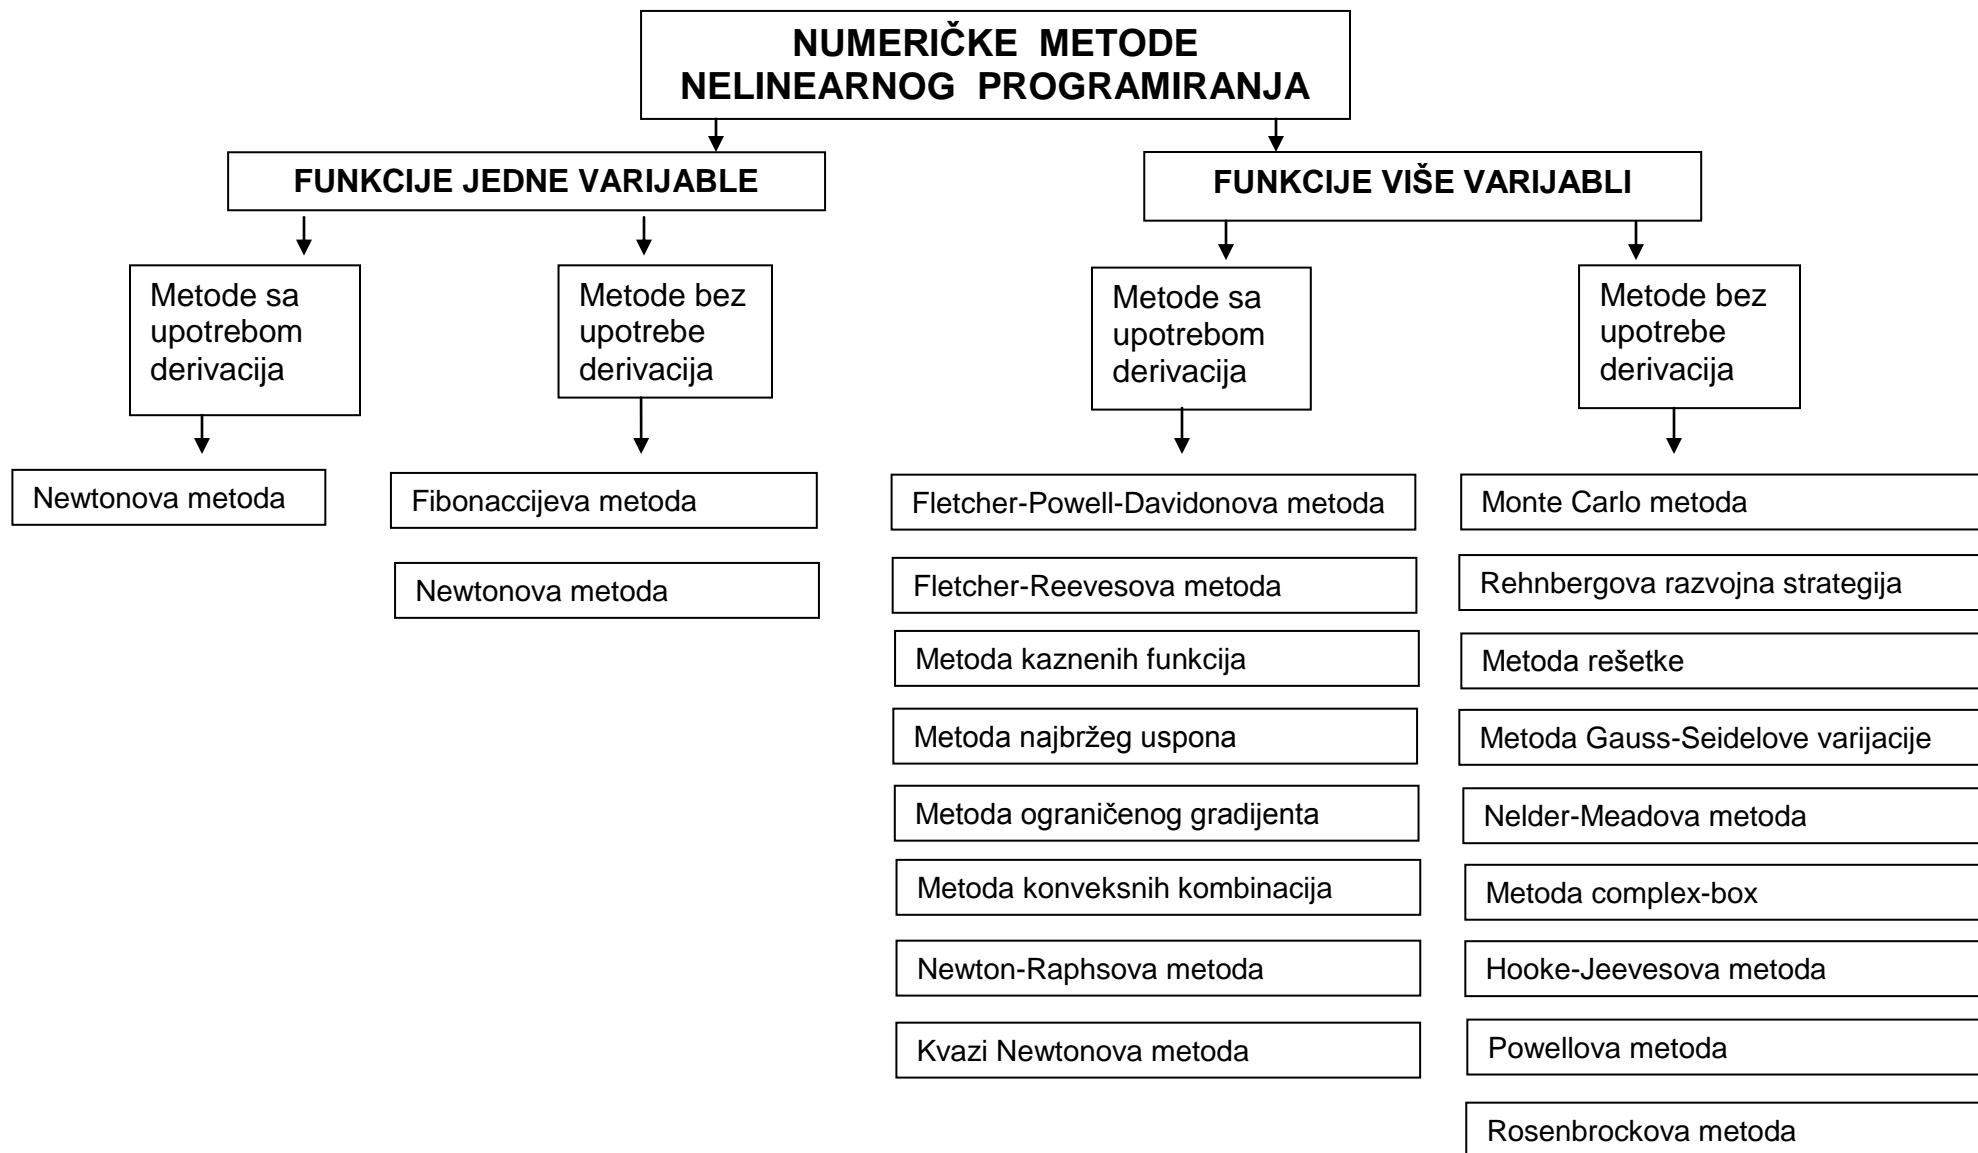 NUMERIČKE METODE
NELINEARNOG PROGRAMIRANJA
FUNKCIJE JEDNE VARIJABLE
FUNKCIJE VIŠE VARIJABLI
Metode sa
upotrebom
derivacija
Metode bez
upotrebe
derivacija
Metode sa
upotrebom
derivacija
Metode bez
upotrebe
derivacija
Newtonova metoda
Fibonaccijeva metoda
Newtonova metoda
Fletcher-Powell-Davidonova metoda
Fletcher-Reevesova metoda
Metoda kaznenih funkcija
Metoda najbržeg uspona
Metoda ograničenog gradijenta
Metoda konveksnih kombinacija
Newton-Raphsova metoda
Kvazi Newtonova metoda
Monte Carlo metoda
Rehnbergova razvojna strategija
Metoda rešetke
Metoda Gauss-Seidelove varijacije
Nelder-Meadova metoda
Metoda complex-box
Hooke-Jeevesova metoda
Powellova metoda
Rosenbrockova metoda